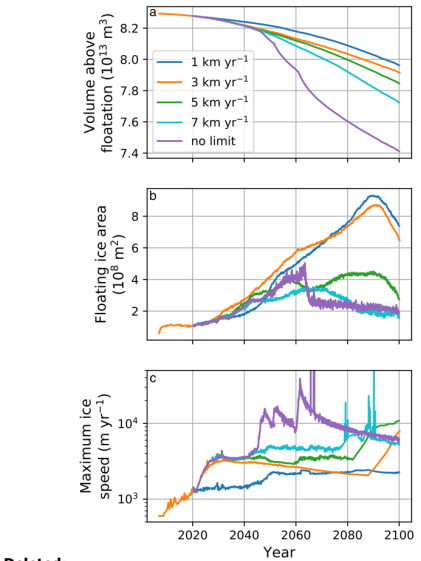 a
Volume above
floatation (10¹³ m³)
8.2
8.0
7.8
7.6
7.4
1 km yr⁻¹
3 km yr⁻¹
5 km yr⁻¹
7 km yr⁻¹
no limit
b
Floating ice area
(10⁸ m²)
8
6
4
2
c
Maximum ice
speed (m yr⁻¹)
10⁴
10³
2020 2040 2060 2080 2100
Year